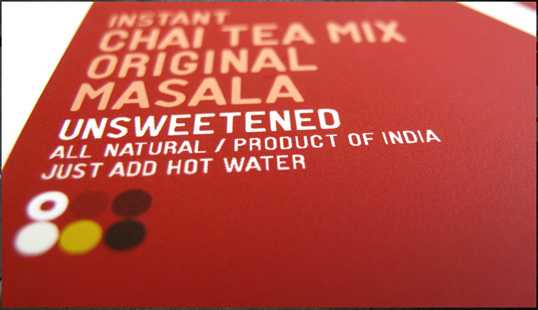 INSTANT
CHAI TEA MIX
ORIGINAL
MASALA
UNSWEETENED
ALL NATURAL / PRODUCT OF INDIA
JUST ADD HOT WATER